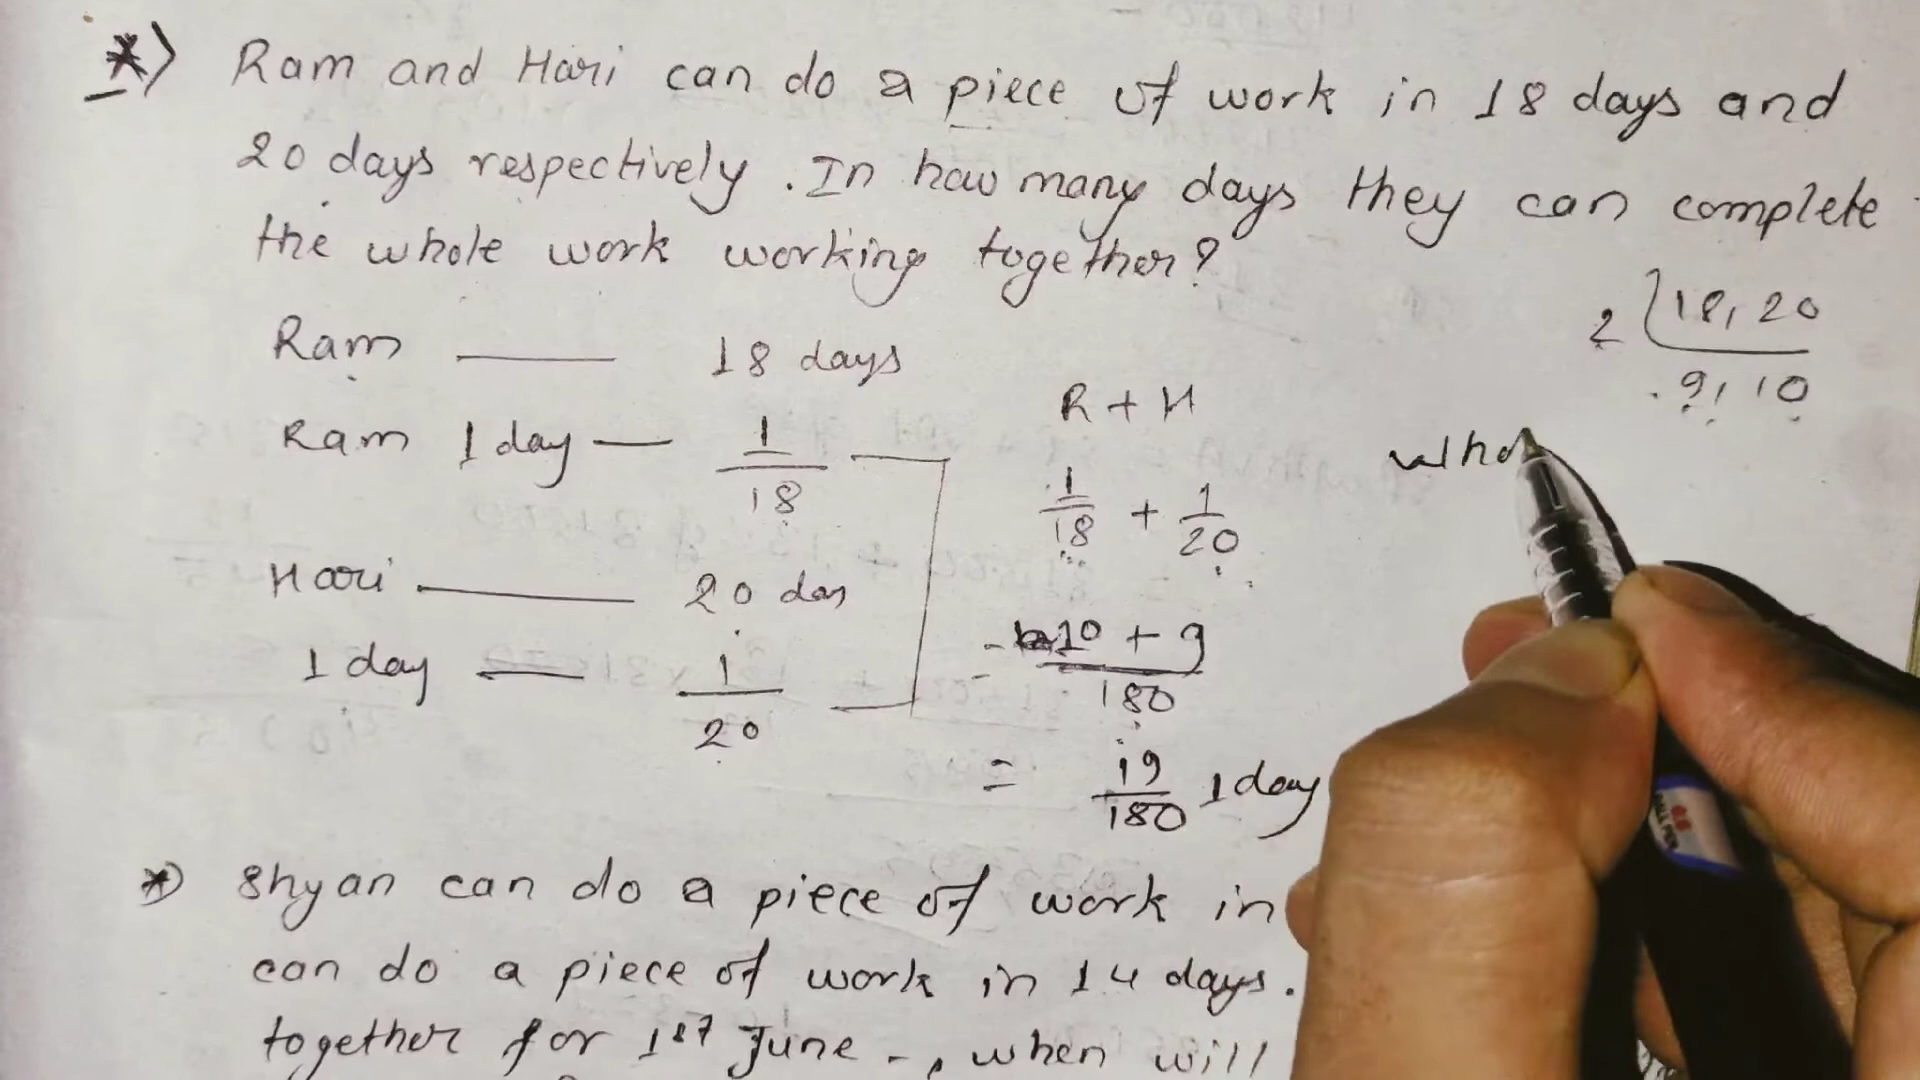 *) Ram and Hari can do a piece of work in 18 days and
20 days respectively. In how many days they can complete
the whole work working together?
Ram —— 18 days
Ram 1 day — 1/18
Hari —— 20 das
1 day — 1/20
R + H
1/18 + 1/20
= 10 + 9 / 180
= 19/180 1 day
2 18, 20
9, 10
who
*) Shyan can do a piece of work in
can do a piece of work in 14 days.
together for 1st June -, when will